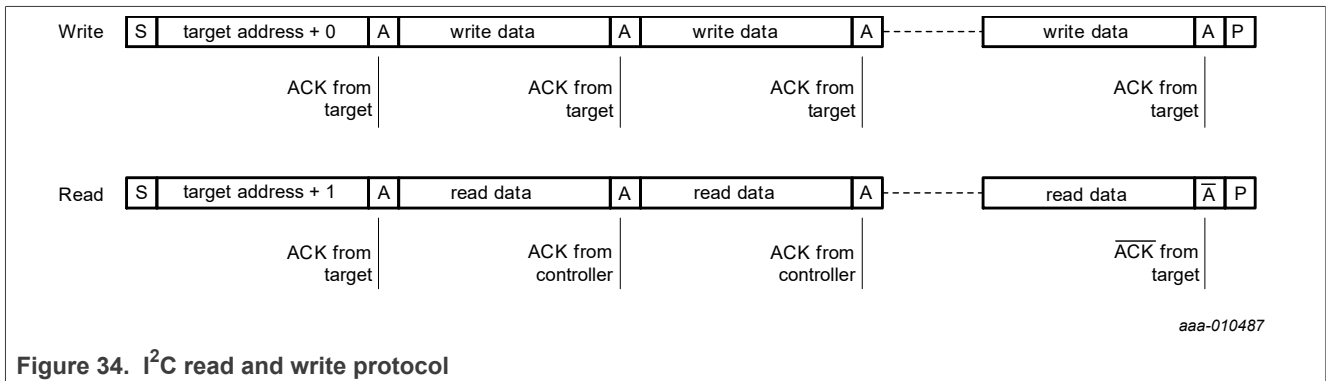 Write S target address + 0 A write data A write data A write data A P
ACK from target ACK from target ACK from target ACK from target
Read S target address + 1 A read data A read data A read data A̅ P
ACK from target ACK from controller ACK from controller A̅C̅K̅ from target
aaa-010487
Figure 34. I²C read and write protocol